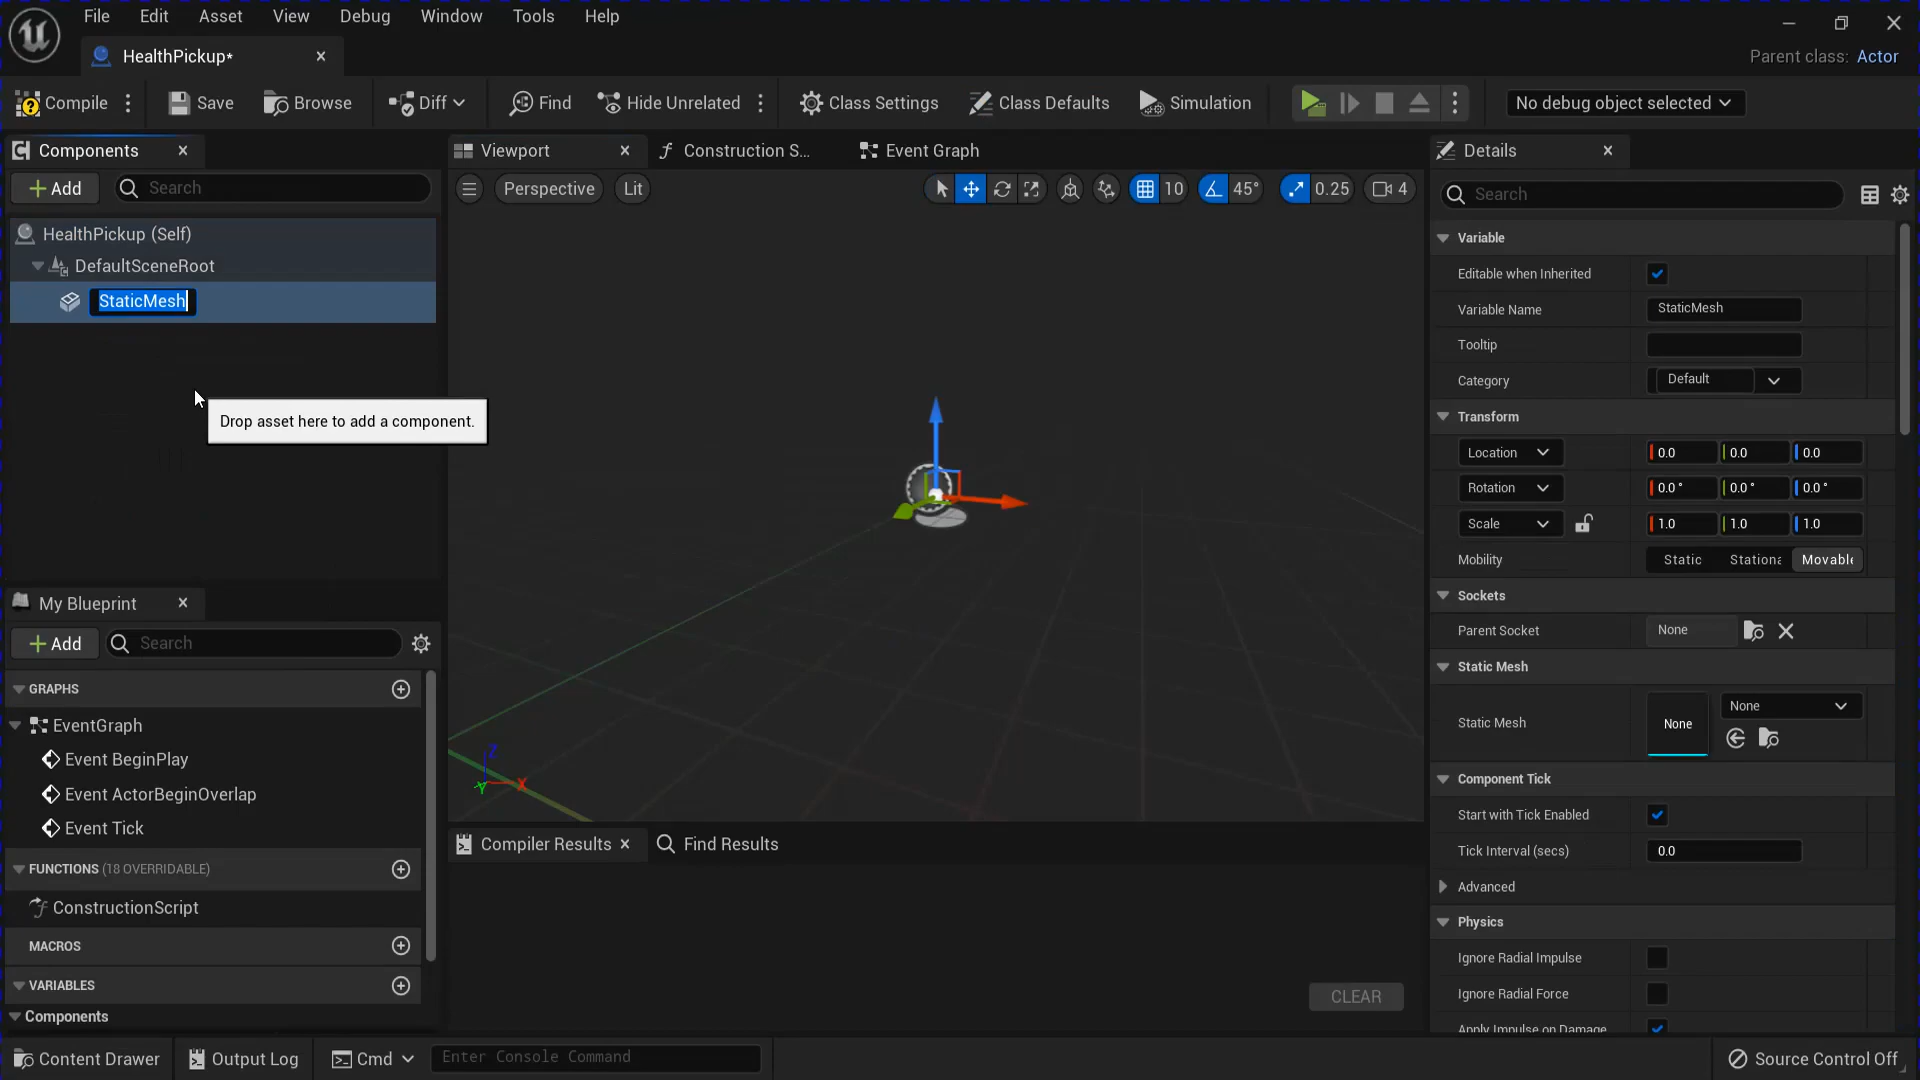 File Edit Asset View Debug Window Tools Help
HealthPickup*
Parent class: Actor
Compile Save Browse Diff Find Hide Unrelated Class Settings Class Defaults Simulation No debug object selected
Components
Viewport Construction S... Event Graph
Details
Add Search
Perspective Lit 10 45° 0.25 4
Search
HealthPickup (Self)
DefaultSceneRoot
StaticMesh
Drop asset here to add a component.
Variable
Editable when Inherited
Variable Name StaticMesh
Tooltip
Category Default
Transform
Location 0.0 0.0 0.0
Rotation 0.0° 0.0° 0.0°
Scale 1.0 1.0 1.0
Mobility Static Stationa Movable
Sockets
Parent Socket None
Static Mesh
Static Mesh None None
Component Tick
Start with Tick Enabled
Tick Interval (secs) 0.0
Advanced
Physics
Ignore Radial Impulse
Ignore Radial Force
Apply Impulse on Damage
My Blueprint
Add Search
GRAPHS
EventGraph
Event BeginPlay
Event ActorBeginOverlap
Event Tick
FUNCTIONS (18 OVERRIDABLE)
ConstructionScript
MACROS
VARIABLES
Components
Z
Y X
Compiler Results Find Results
CLEAR
Content Drawer Output Log Cmd Enter Console Command Source Control Off